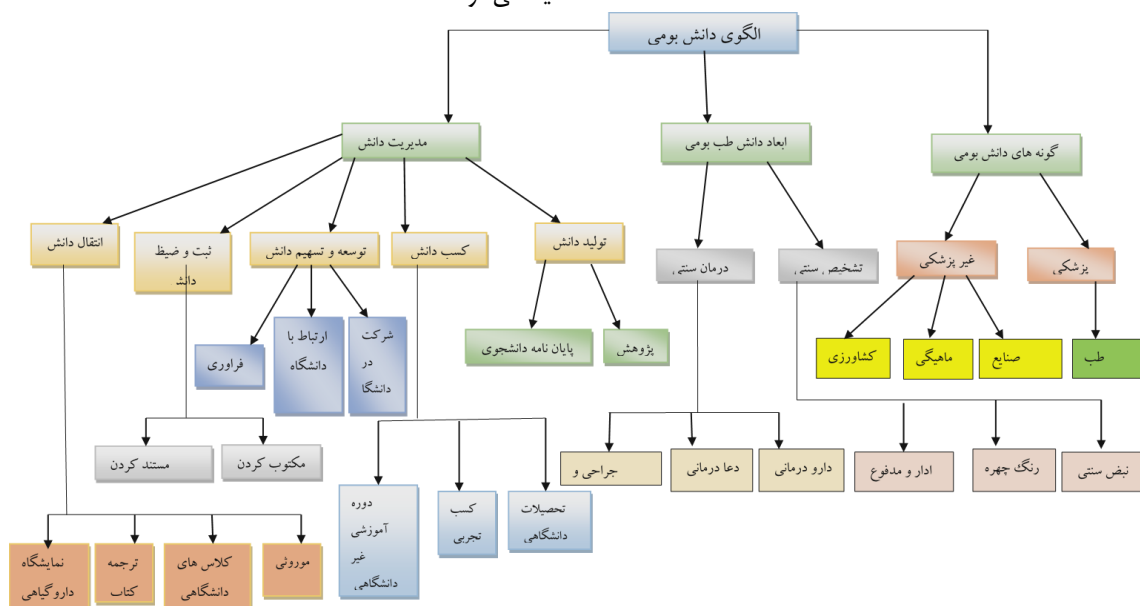 الگوی دانش بومی
گونه های دانش بومی
ابعاد دانش طب بومی
مدیریت دانش
پزشکی
غیر پزشکی
تشخیص سنتی
درمان سنتی
تولید دانش
کسب دانش
توسعه و تسهیم دانش
ثبت و ضبط
دانش
انتقال دانش
طب
صنایع
ماهیگی
کشاورزی
پژوهش
پایان نامه دانشجوی
شرکت
در
دانشگا
ارتباط با
دانشگاه
فراوری
نبض سنتی
رنگ چهره
ادار و مدفوع
دارو درمانی
دعا درمانی
جراحی و
مکتوب کردن
مستند کردن
تحصیلات
دانشگاهی
کسب
تجربی
دوره
آموزشی
غیر
دانشگاهی
موروثی
کلاس های
دانشگاهی
ترجمه
کتاب
نمایشگاه
داروگیاهی